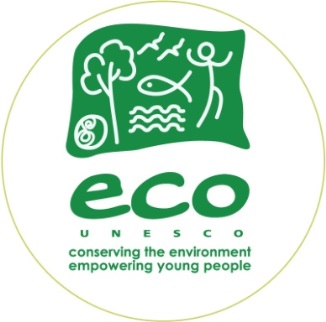 eco
UNESCO
conserving the environment
empowering young people